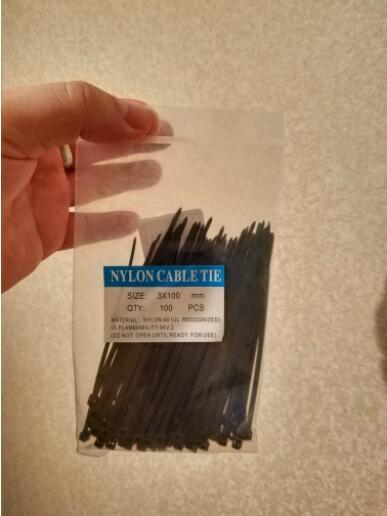 NYLON CABLE TIE
SIZE: 3X100 mm
QTY: 100 PCS
MATERIAL: NYLON 66 (UL RECOGNIZED)
UL FLAMMABILITY 94V 2
(DO NOT OPEN UNTIL READY FOR USE)